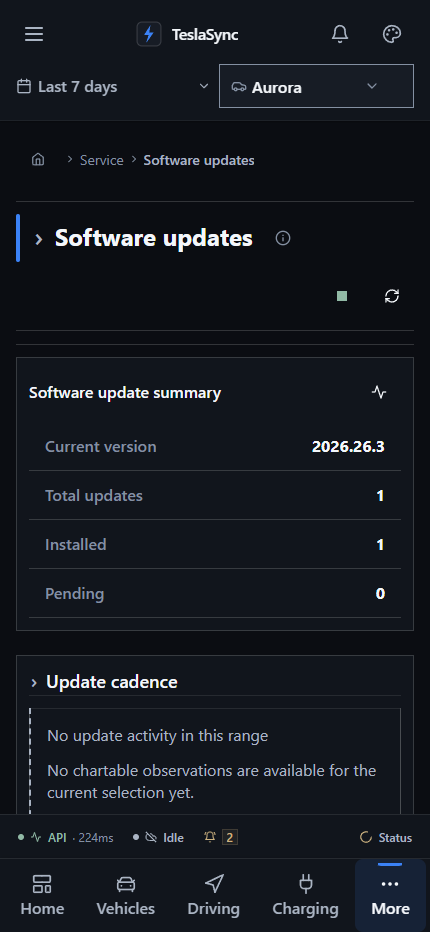 TeslaSync
Last 7 days
Aurora
Service
Software updates
Software updates
Software update summary
Current version 2026.26.3
Total updates 1
Installed 1
Pending 0
Update cadence
No update activity in this range
No chartable observations are available for the
current selection yet.
API · 224ms Idle 2 Status
Home Vehicles Driving Charging More